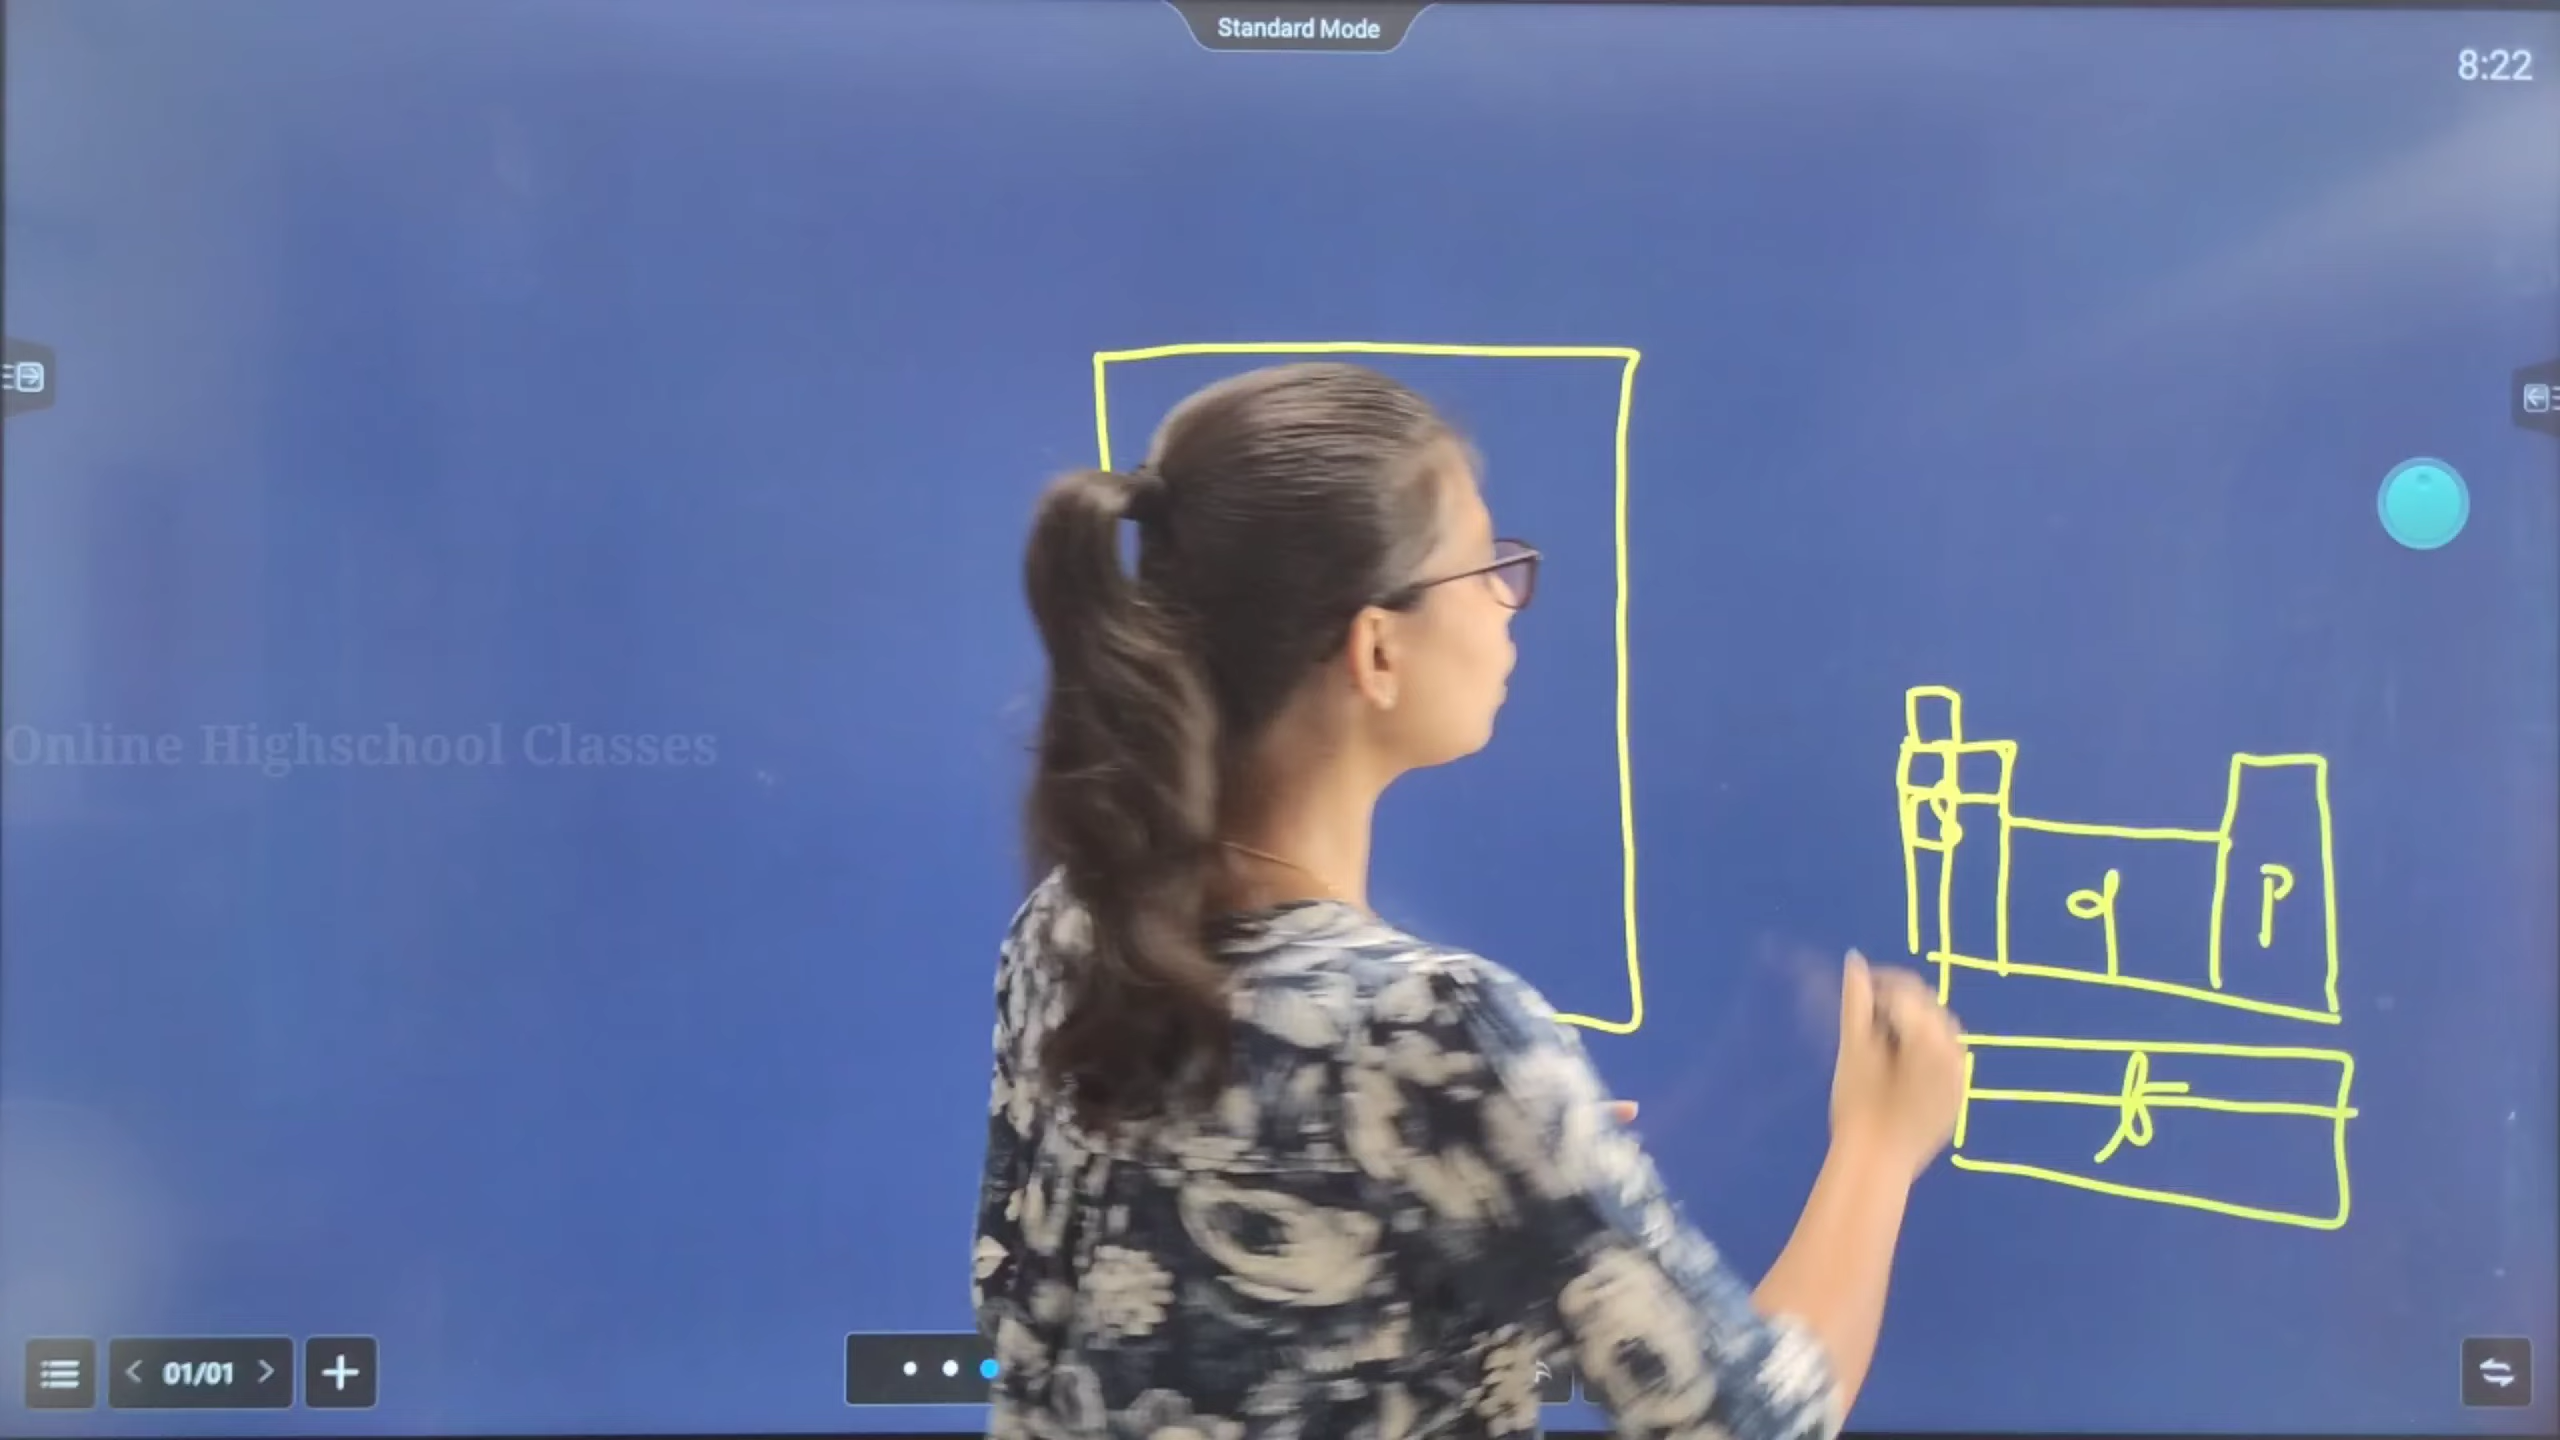 Standard Mode
8:22
Online Highschool Classes
s
d
p
f
01/01